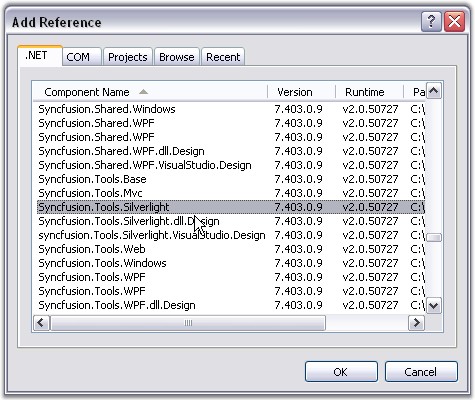 Add Reference
.NET COM Projects Browse Recent
Component Name Version Runtime Pa
Syncfusion.Shared.Windows 7.403.0.9 v2.0.50727 C:\
Syncfusion.Shared.WPF 7.403.0.9 v2.0.50727 C:\
Syncfusion.Shared.WPF 7.403.0.9 v2.0.50727 C:\
Syncfusion.Shared.WPF.dll.Design 7.403.0.9 v2.0.50727 C:\
Syncfusion.Shared.WPF.VisualStudio.Design 7.403.0.9 v2.0.50727 C:\
Syncfusion.Tools.Base 7.403.0.9 v2.0.50727 C:\
Syncfusion.Tools.Mvc 7.403.0.9 v2.0.50727 C:\
Syncfusion.Tools.Silverlight 7.403.0.9 v2.0.50727 C:\
Syncfusion.Tools.Silverlight.dll.Design 7.403.0.9 v2.0.50727 C:\
syncfusion.Tools.Silverlight.VisualStudio.Design 7.403.0.9 v2.0.50727 C:\
Syncfusion.Tools.Web 7.403.0.9 v2.0.50727 C:\
Syncfusion.Tools.Windows 7.403.0.9 v2.0.50727 C:\
Syncfusion.Tools.WPF 7.403.0.9 v2.0.50727 C:\
Syncfusion.Tools.WPF 7.403.0.9 v2.0.50727 C:\
Syncfusion.Tools.WPF.dll.Design 7.403.0.9 v2.0.50727 C:\
OK Cancel